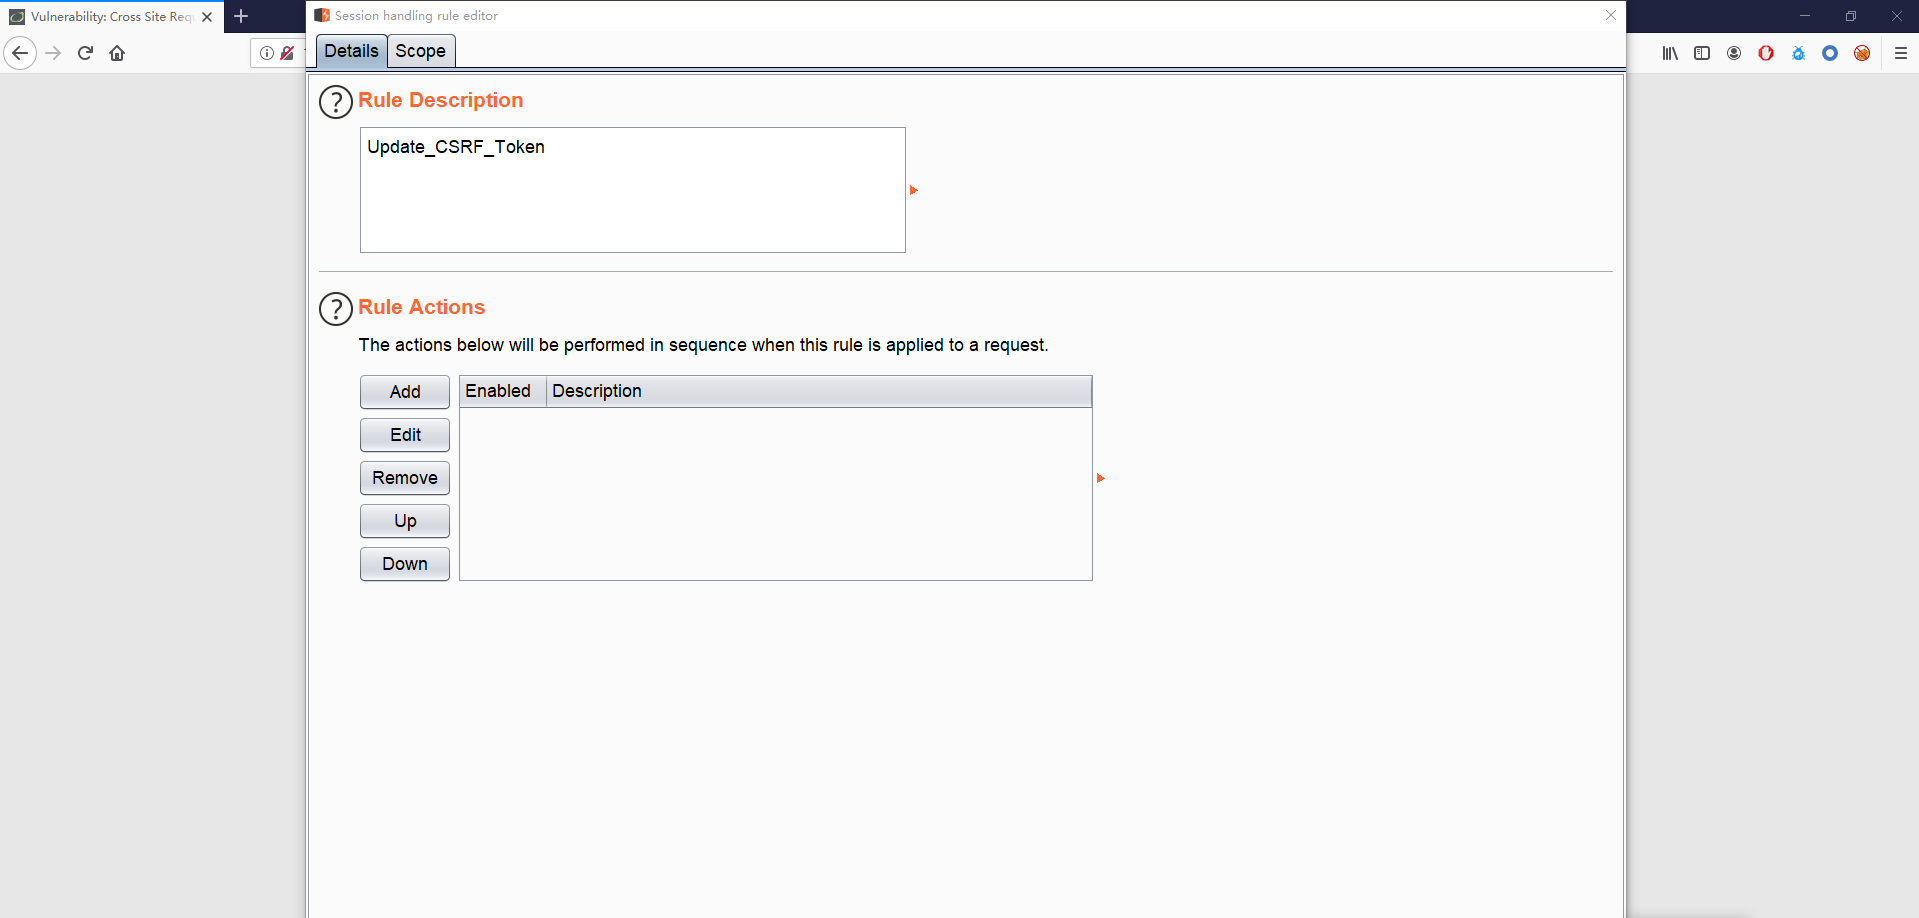 Vulnerability: Cross Site Req
Session handling rule editor
Details
Scope
Rule Description
Update_CSRF_Token
Rule Actions
The actions below will be performed in sequence when this rule is applied to a request.
Add
Enabled
Description
Edit
Remove
Up
Down